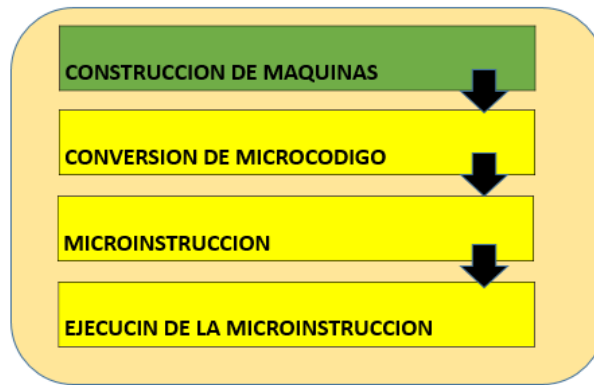 CONSTRUCCION DE MAQUINAS
CONVERSION DE MICROCODIGO
MICROINSTRUCCION
EJECUCIN DE LA MICROINSTRUCCION